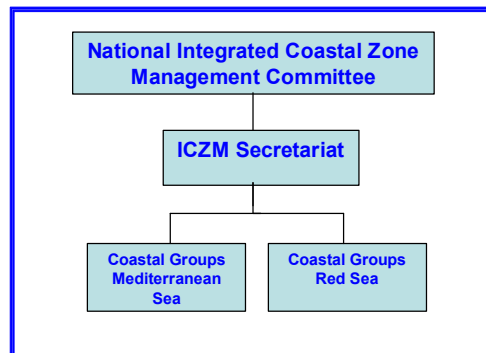 National Integrated Coastal Zone
Management Committee
ICZM Secretariat
Coastal Groups
Mediterranean
Sea
Coastal Groups
Red Sea